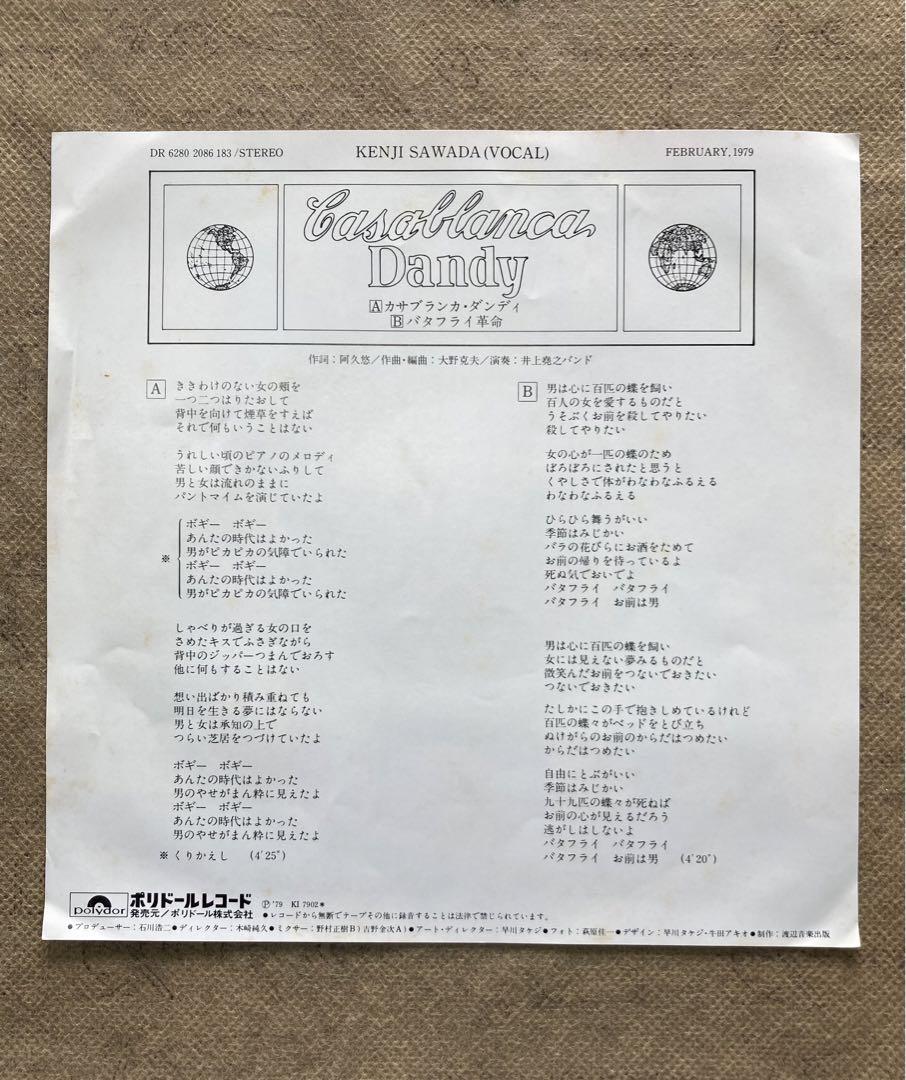 DR 6280 2086 183/STEREO
KENJI SAWADA(VOCAL)
FEBRUARY, 1979
Casablanca
Dandy
Aカサブランカ・ダンディ
Bバタフライ革命
作詞：阿久悠／作曲・編曲：大野克夫／演奏：井上堯之バンド
A
ききわけのない女の頬を
一つ二つはりたおして
背中を向けて煙草をすえば
それで何もいうことはない
うれしい頃のピアノのメロディ
苦しい顔できかないふりして
男と女は流れのままに
パントマイムを演じていたよ
※
ボギー　ボギー
あんたの時代はよかった
男がピカピカの気障でいられた
ボギー　ボギー
あんたの時代はよかった
男がピカピカの気障でいられた
しゃべりが過ぎる女の口を
さめたキスでふさぎながら
背中のジッパーつまんでおろす
他に何もすることはない
想い出ばかり積み重ねても
明日を生きる夢にはならない
男と女は承知の上で
つらい芝居をつづけていたよ
ボギー　ボギー
あんたの時代はよかった
男のやせがまん粋に見えたよ
ボギー　ボギー
あんたの時代はよかった
男のやせがまん粋に見えたよ
※くりかえし　(4'25")
B
男は心に百匹の蝶を飼い
百人の女を愛するものだと
うそぶくお前を殺してやりたい
殺してやりたい
女の心が一匹の蝶のため
ぼろぼろにされたと思うと
くやしさで体がわなわなふるえる
わなわなふるえる
ひらひら舞うがいい
季節はみじかい
バラの花びらにお酒をためて
お前の帰りを待っているよ
死ぬ気でおいでよ
バタフライ　バタフライ
バタフライ　お前は男
男は心に百匹の蝶を飼い
女には見えない夢みるものだと
微笑んだお前をつないでおきたい
つないでおきたい
たしかにこの手で抱きしめているけれど
百匹の蝶々がベッドをとび立ち
ぬけがらのお前のからだはつめたい
からだはつめたい
自由にとぶがいい
季節はみじかい
九十九匹の蝶々が死ねば
お前の心が見えるだろう
逃がしはしないよ
バタフライ　バタフライ
バタフライ　お前は男　(4'20")
polydor
ポリドールレコード
発売元／ポリドール株式会社
Ⓟ'79　KI 7902＊
●レコードから無断でテープその他に録音することは法律で禁じられています。
●プロデューサー：石川浩二●ディレクター：木崎純久●ミクサー：野村正樹B）吉野金次A）●アート・ディレクター：早川タケジ●フォト：萩原佳一●デザイン：早川タケジ・牛田アキオ●制作：渡辺音楽出版